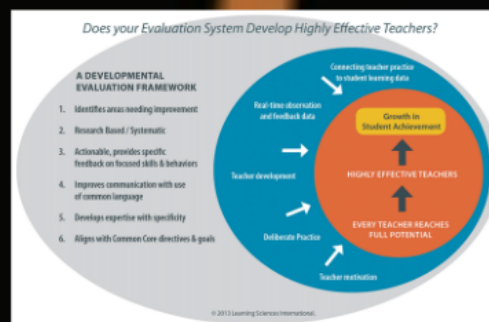 Does your Evaluation System Develop Highly Effective Teachers?
A DEVELOPMENTAL
EVALUATION FRAMEWORK
1. Identifies areas needing improvement
2. Research Based / Systematic
3. Actionable, provides specific
feedback on focused skills & behaviors
4. Improves communication with use
of common language
5. Develops expertise with specificity
6. Aligns with Common Core directives & goals
Connecting teacher practice
to student learning data
Real-time observation
and feedback data
Teacher development
Deliberate Practice
Teacher motivation
Growth in
Student Achievement
HIGHLY EFFECTIVE TEACHERS
EVERY TEACHER REACHES
FULL POTENTIAL
© 2013 Learning Sciences International.